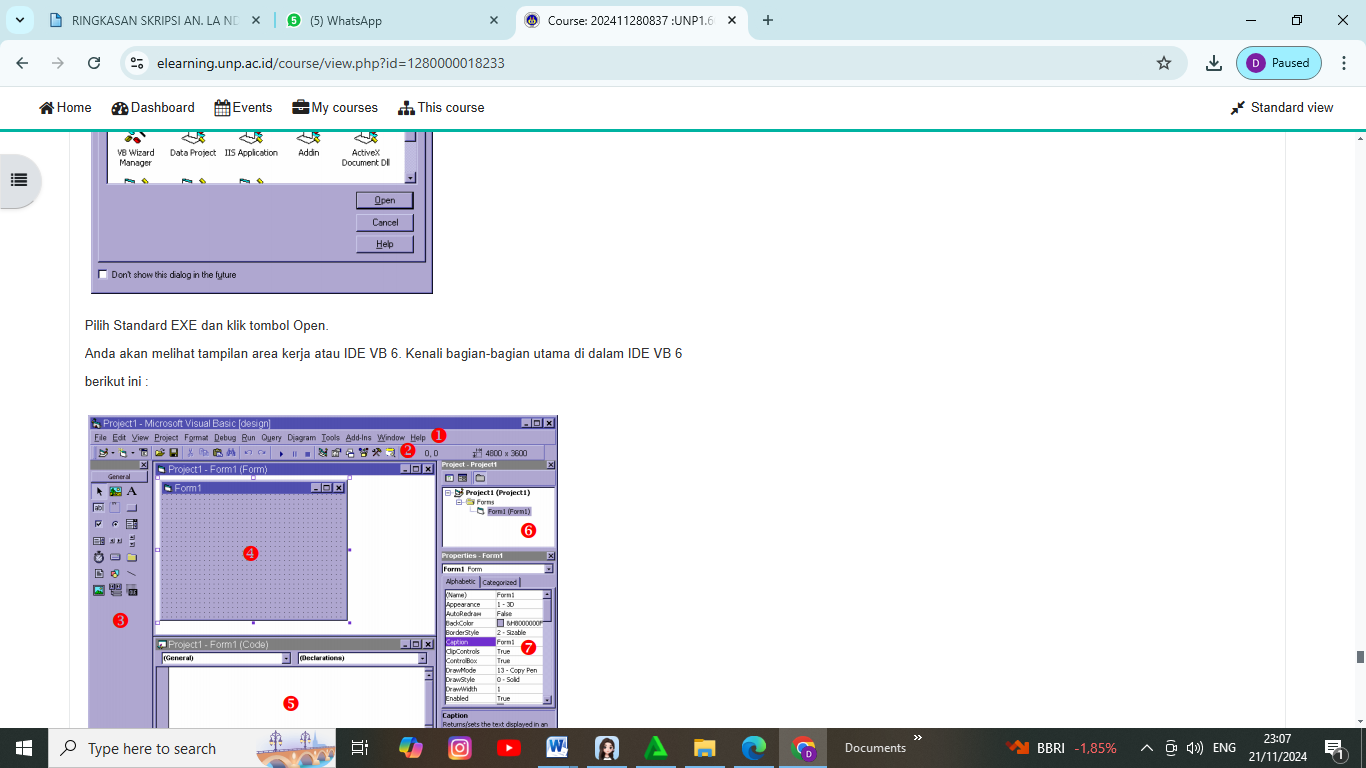 RINGKASAN SKRIPSI AN. LA ND
(5) WhatsApp
Course: 202411280837 :UNP1.6
elearning.unp.ac.id/course/view.php?id=1280000018233
D Paused
Home Dashboard Events My courses This course Standard view
VB Wizard Manager
Data Project
IIS Application
Addin
ActiveX Document Dll
Open
Cancel
Help
Don't show this dialog in the future
Pilih Standard EXE dan klik tombol Open.
Anda akan melihat tampilan area kerja atau IDE VB 6. Kenali bagian-bagian utama di dalam IDE VB 6
berikut ini :
Project1 - Microsoft Visual Basic [design]
File Edit View Project Format Debug Run Query Diagram Tools Add-Ins Window Help 1
2 0, 0 4800 x 3600
General
A
abl
3
Project1 - Form1 (Form)
Form1
4
Project1 - Form1 (Code)
(General) (Declarations)
5
Project - Project1
Project1 (Project1)
Forms
Form1 (Form1)
6
Properties - Form1
Form1 Form
Alphabetic Categorized
(Name) Form1
Appearance 1 - 3D
AutoRedraw False
BackColor &H8000000F
BorderStyle 2 - Sizable
Caption Form1
ClipControls True
ControlBox True
DrawMode 13 - Copy Pen
DrawStyle 0 - Solid
DrawWidth 1
Enabled True
7
Caption
Returns/sets the text displayed in an
Type here to search
Documents
BBRI -1,85%
ENG
23:07
21/11/2024
1